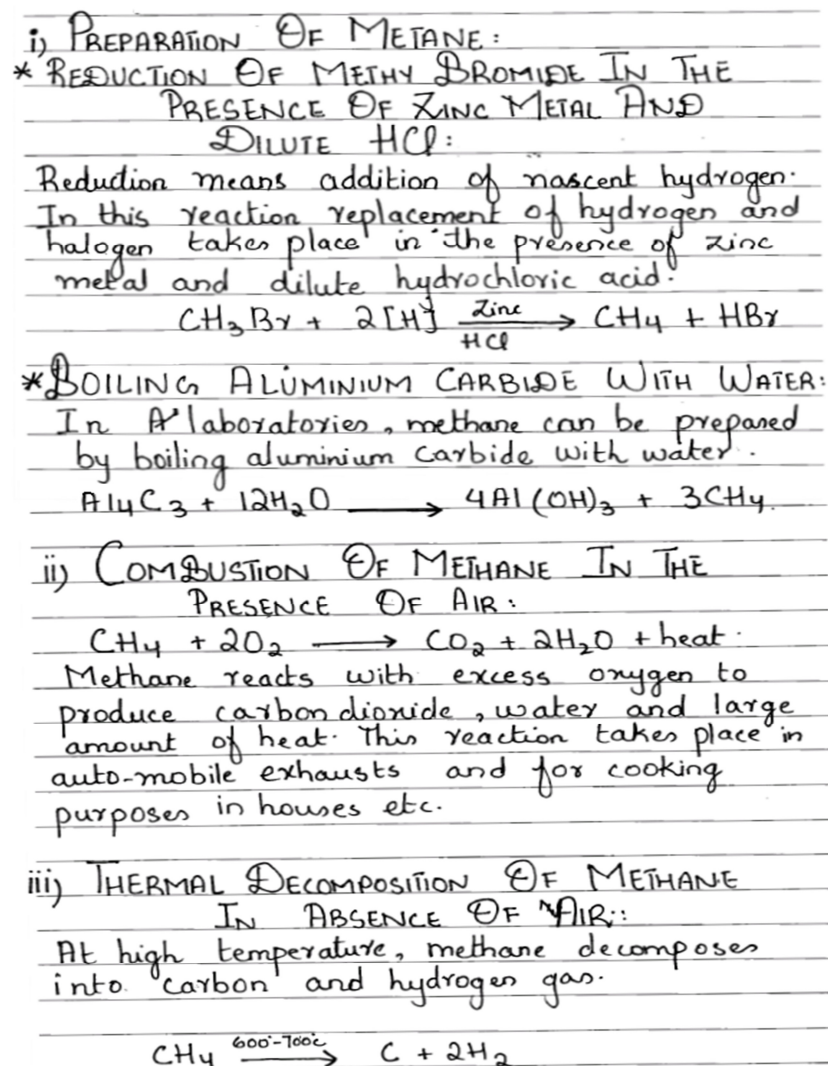 i) PREPARATION OF METANE:
* REDUCTION OF METHY BROMIDE IN THE
PRESENCE OF ZINC METAL AND
DILUTE HCl:
Reduction means addition of nascent hydrogen.
In this reaction replacement of hydrogen and
halogen takes place in the presence of zinc
metal and dilute hydrochloric acid.
CH3Br + 2[H] Zinc/HCl → CH4 + HBr
* BOILING ALUMINIUM CARBIDE WITH WATER:
In A laboratories, methane can be prepared
by boiling aluminium carbide with water.
Al4C3 + 12H2O → 4Al(OH)3 + 3CH4.
ii) COMBUSTION OF METHANE IN THE
PRESENCE OF AIR:
CH4 + 2O2 → CO2 + 2H2O + heat.
Methane reacts with excess oxygen to
produce carbon dioxide, water and large
amount of heat. This reaction takes place in
auto-mobile exhausts and for cooking
purposes in houses etc.
iii) THERMAL DECOMPOSITION OF METHANE
IN ABSENCE OF AIR::
At high temperature, methane decomposes
into carbon and hydrogen gas.
CH4 600°-700°c → C + 2H2